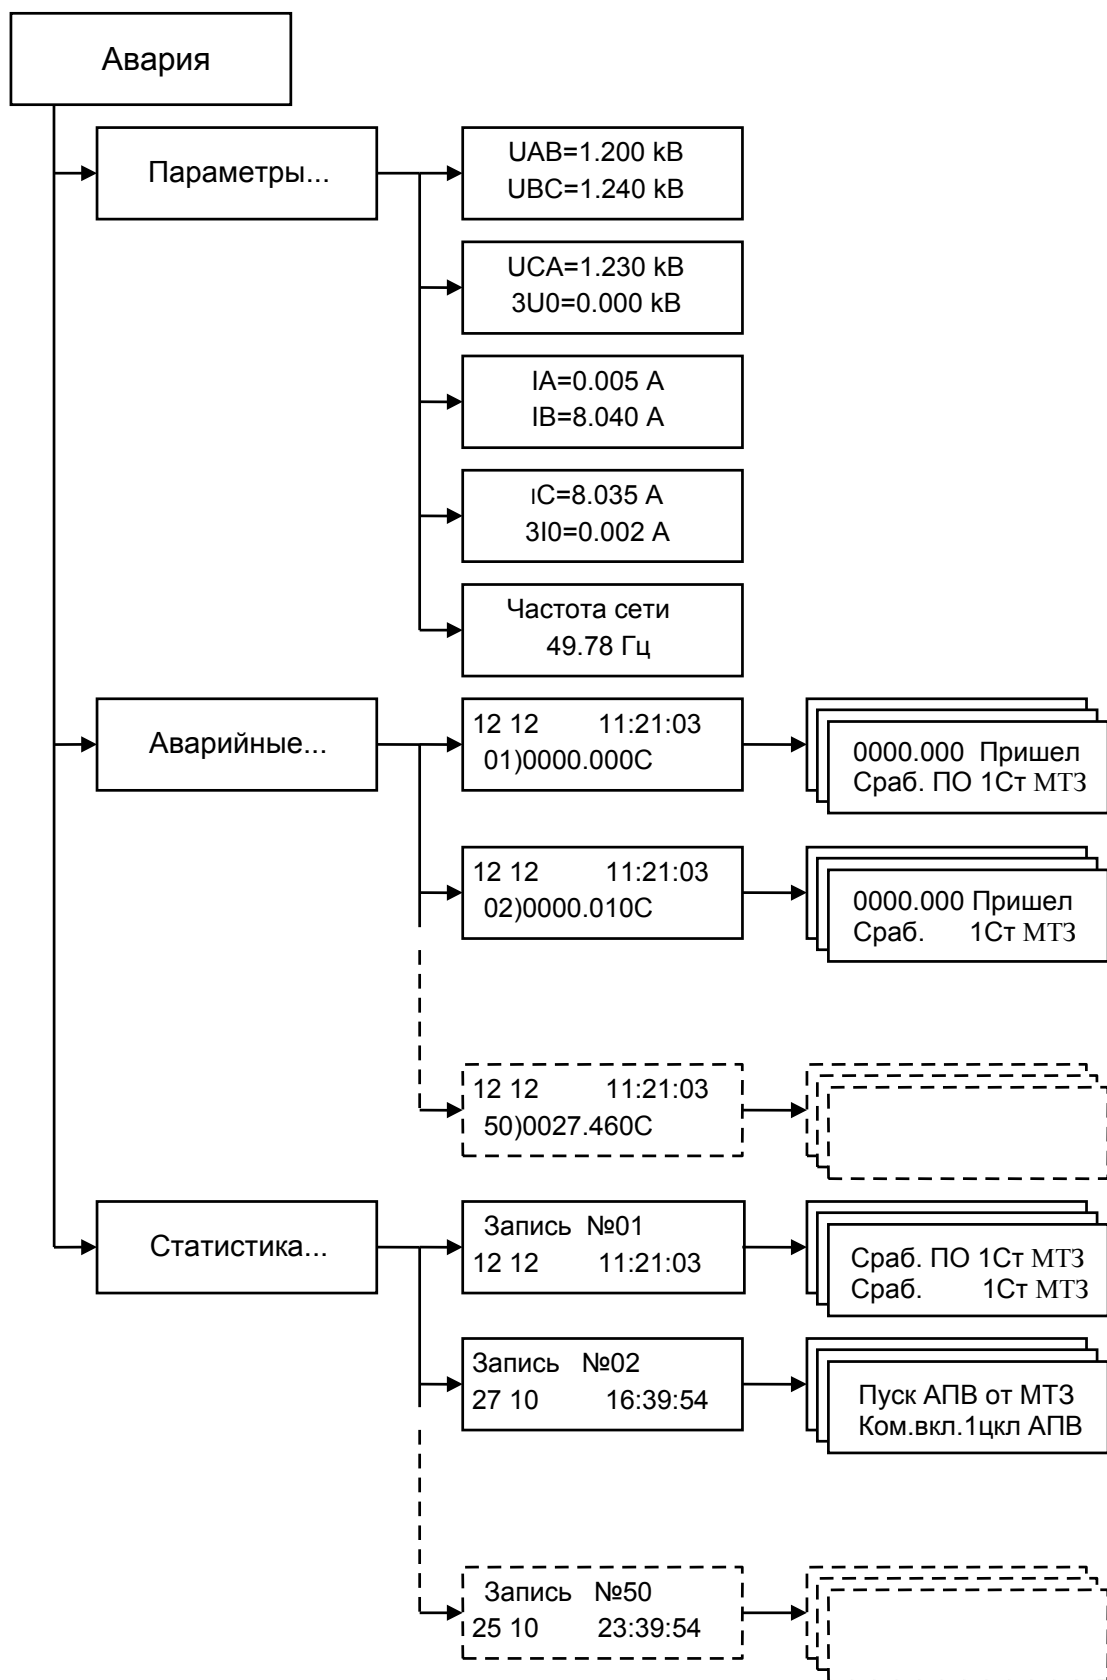 Авария
Параметры...
UAB=1.200 kB
UBC=1.240 kB
UCA=1.230 kB
3U0=0.000 kB
IA=0.005 A
IB=8.040 A
IC=8.035 A
3I0=0.002 A
Частота сети
49.78 Гц
Аварийные...
12 12 11:21:03
01)0000.000C
0000.000 Пришел
Сраб. ПО 1Ст МТЗ
12 12 11:21:03
02)0000.010C
0000.000 Пришел
Сраб. 1Ст МТЗ
12 12 11:21:03
50)0027.460C
Статистика...
Запись №01
12 12 11:21:03
Сраб. ПО 1Ст МТЗ
Сраб. 1Ст МТЗ
Запись №02
27 10 16:39:54
Пуск АПВ от МТЗ
Ком.вкл.1цкл АПВ
Запись №50
25 10 23:39:54